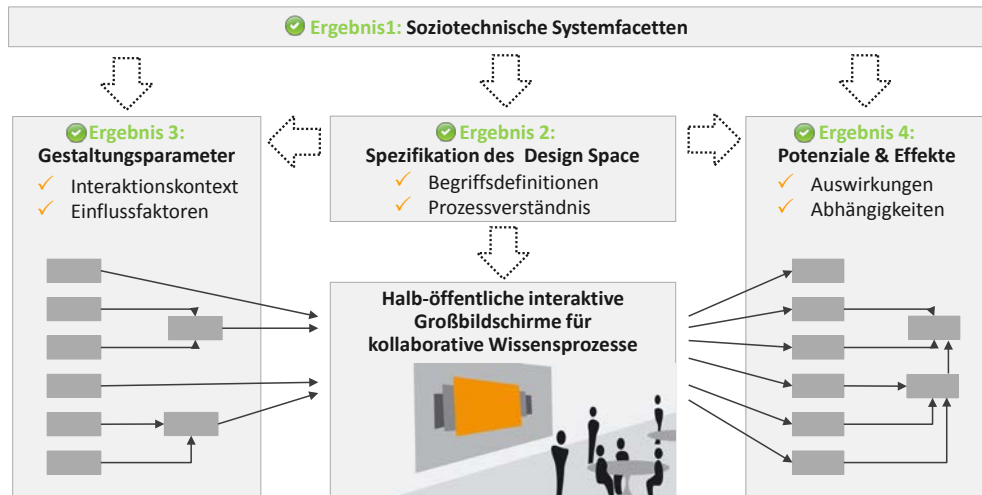 Ergebnis1: Soziotechnische Systemfacetten
Ergebnis 3:
Gestaltungsparameter
Interaktionskontext
Einflussfaktoren
Ergebnis 2:
Spezifikation des Design Space
Begriffsdefinitionen
Prozessverständnis
Ergebnis 4:
Potenziale & Effekte
Auswirkungen
Abhängigkeiten
Halb-öffentliche interaktive
Großbildschirme für
kollaborative Wissensprozesse